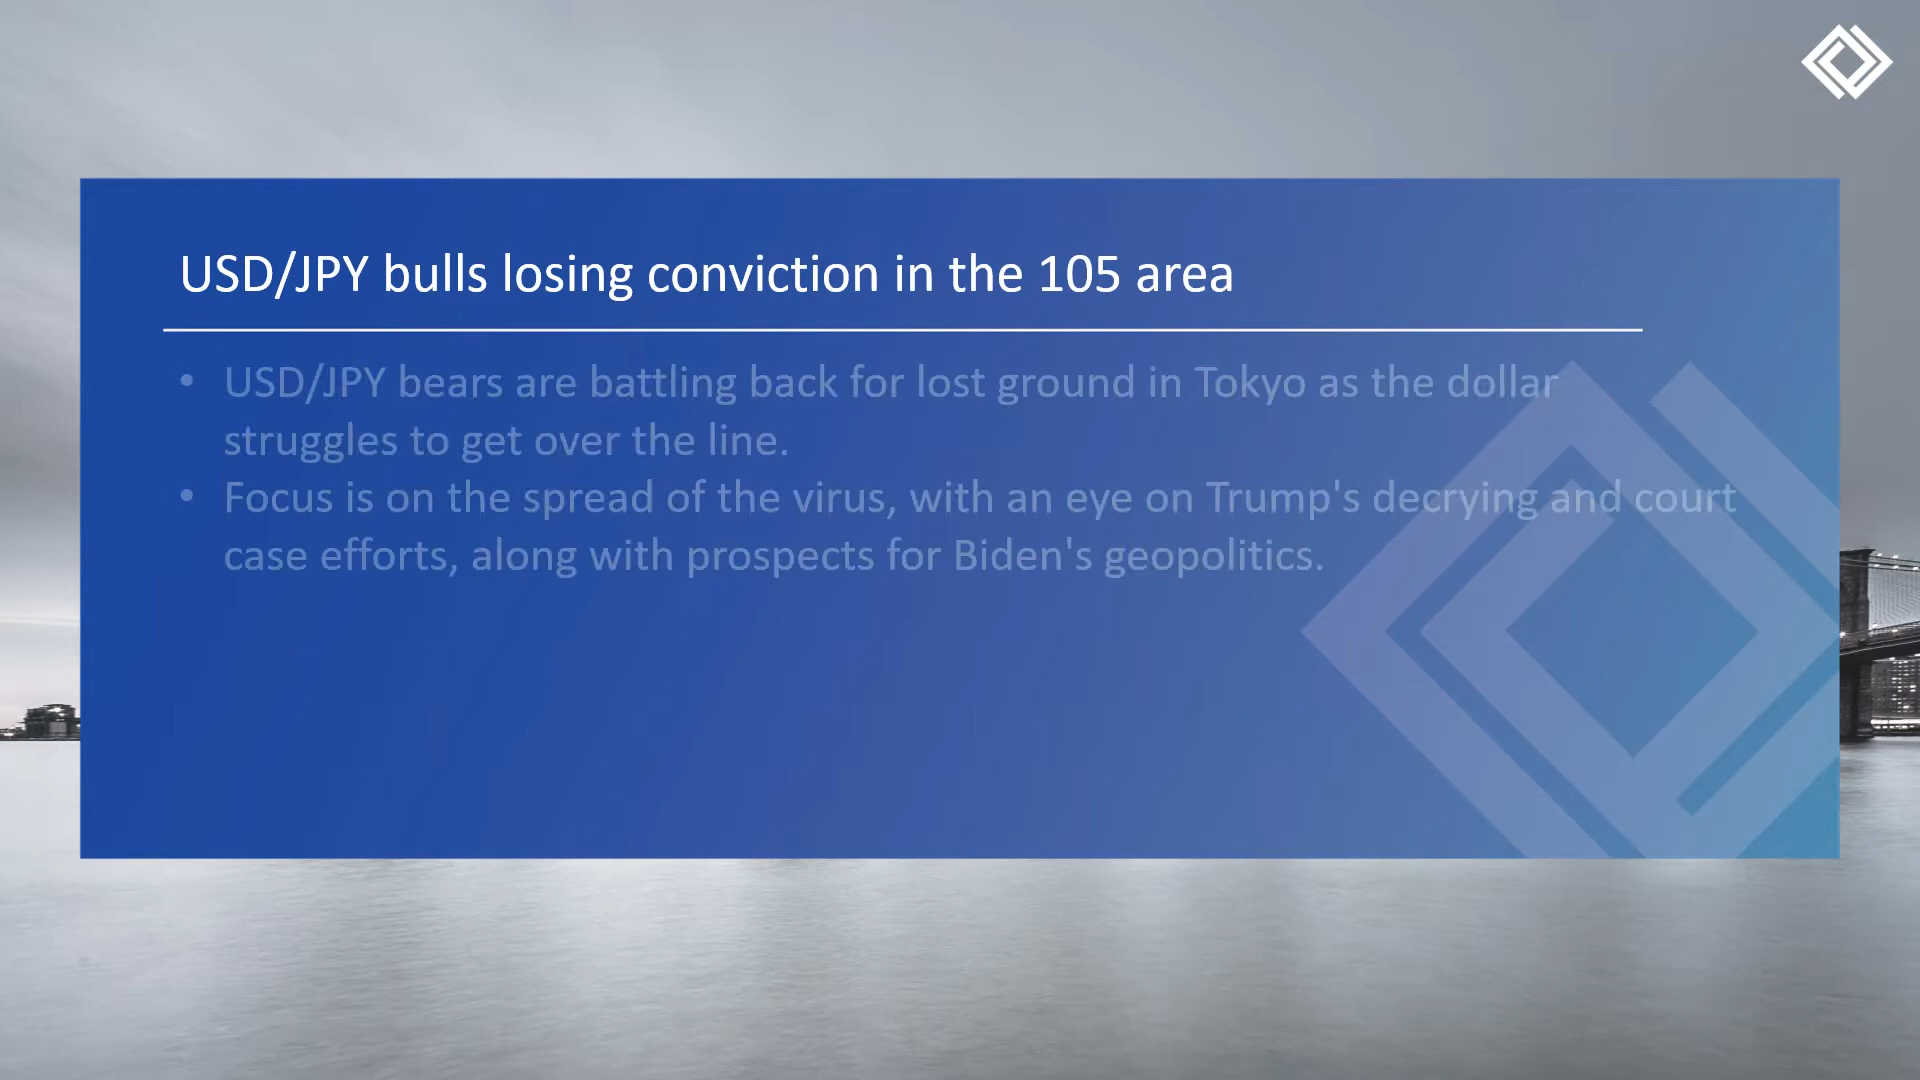 USD/JPY bulls losing conviction in the 105 area
• USD/JPY bears are battling back for lost ground in Tokyo as the dollar
struggles to get over the line.
• Focus is on the spread of the virus, with an eye on Trump's decrying and court
case efforts, along with prospects for Biden's geopolitics.